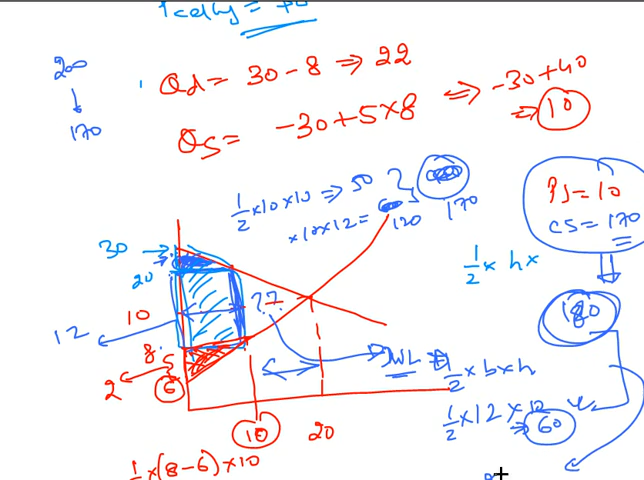 200
↓
170
Qd = 30 - 8 ⇒ 22
Qs = -30 + 5×8 ⇒ -30+40
⇒ 10
1/2 ×10×10 ⇒ 50
×10×12 = 120
170
PS = 10
CS = 170
1/2 × h ×
180
30
20
10
12
8
6
2
??
WL = 1/2 × b × h
1/2 × 12 × 10
⇒ 60
10
20
1/2 × (8-6) × 10